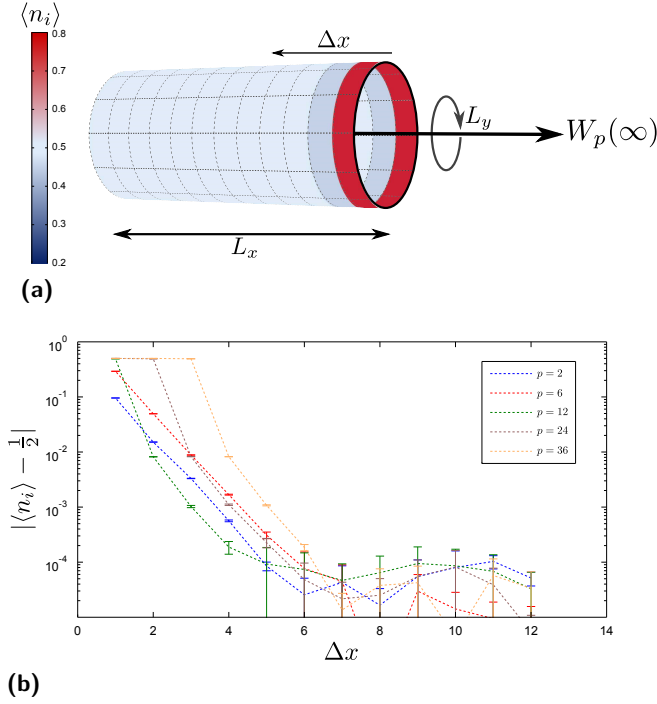 ⟨n_i⟩
0.8
0.7
0.6
0.5
0.4
0.3
0.2
Δx
L_y
W_p(∞)
L_x
(a)
10^0
10^-1
10^-2
10^-3
10^-4
|⟨n_i⟩ − 1/2|
p = 2
p = 6
p = 12
p = 24
p = 36
0 2 4 6 8 10 12 14
Δx
(b)